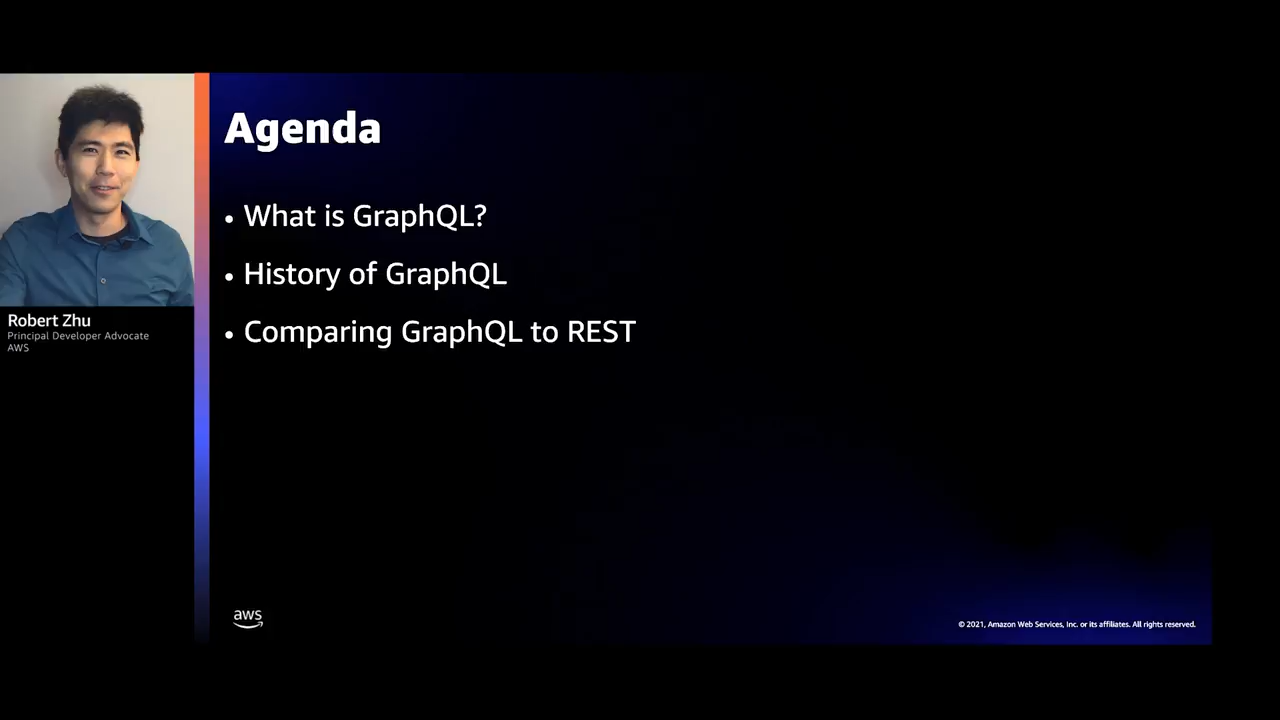 Agenda
• What is GraphQL?
• History of GraphQL
• Comparing GraphQL to REST
Robert Zhu
Principal Developer Advocate
AWS
aws
© 2021, Amazon Web Services, Inc. or its affiliates. All rights reserved.